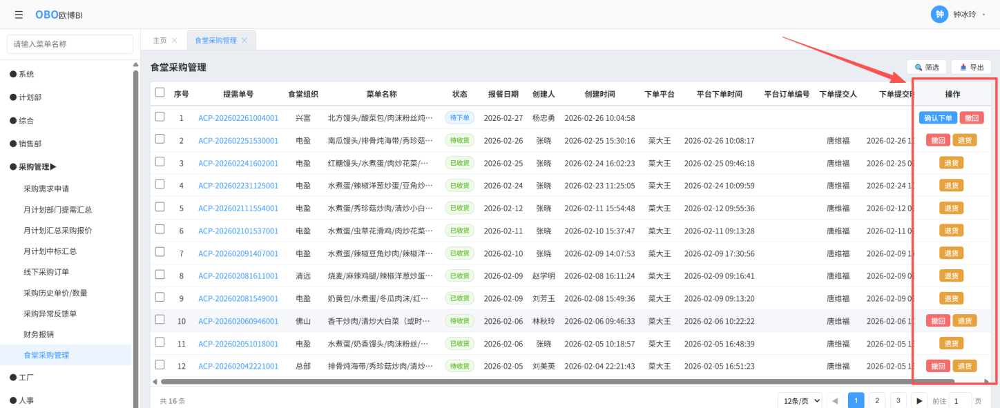 ☰ OBO欧博BI
钟 钟冰玲
请输入菜单名称
主页 × 食堂采购管理 ×
食堂采购管理
筛选 导出
系统
计划部
综合
销售部
采购管理▶
采购需求申请
月计划部门提需汇总
月计划汇总采购报价
月计划中标汇总
线下采购订单
采购历史单价/数量
采购异常反馈单
财务报销
食堂采购管理
工厂
人事
序号 提需单号 食堂组织 菜单名称 状态 报餐日期 创建人 创建时间 下单平台 平台下单时间 平台订单编号 下单提交人 下单提交 操作
1 ACP-202602261004001 兴富 北方馒头/酸菜包/肉沫粉丝炖… 待下单 2026-02-27 杨忠勇 2026-02-26 10:04:58 确认下单 撤回
2 ACP-202602251530001 电盈 南瓜馒头/排骨炖海带/秀珍菇… 待收货 2026-02-26 张晓 2026-02-25 15:30:16 菜大王 2026-02-26 10:08:17 唐维福 2026-02-26 1 撤回 退货
3 ACP-202602241602001 电盈 红糖馒头/水煮蛋/肉炒花菜/… 已收货 2026-02-25 张晓 2026-02-24 16:02:23 菜大王 2026-02-25 09:46:18 唐维福 2026-02-25 0 退货
4 ACP-202602231125001 电盈 水煮蛋/辣椒洋葱炒蛋/豆角炒… 已收货 2026-02-24 张晓 2026-02-23 11:25:05 菜大王 2026-02-24 10:09:59 唐维福 2026-02-24 1 退货
5 ACP-202602111554001 电盈 水煮蛋/秀珍菇炒肉/清炒小白… 已收货 2026-02-12 张晓 2026-02-11 15:54:48 菜大王 2026-02-12 09:55:36 唐维福 2026-02-12 0 退货
6 ACP-202602101537001 电盈 水煮蛋/虫草花滑鸡/肉炒花菜… 已收货 2026-02-11 张晓 2026-02-10 15:37:47 菜大王 2026-02-11 09:13:28 唐维福 2026-02-11 0 退货
7 ACP-202602091407001 电盈 水煮蛋/辣椒豆角炒肉/辣椒洋… 已收货 2026-02-10 张晓 2026-02-09 14:07:53 菜大王 2026-02-09 17:30:56 唐维福 2026-02-09 1 退货
8 ACP-202602081611001 清远 烧麦/麻辣鸡腿/辣椒洋葱炒蛋… 已收货 2026-02-09 赵学明 2026-02-08 16:11:24 菜大王 2026-02-09 09:16:41 唐维福 2026-02-09 0 退货
9 ACP-202602081549001 电盈 奶黄包/水煮蛋/冬瓜肉沫/红… 已收货 2026-02-09 刘芳玉 2026-02-08 15:49:36 菜大王 2026-02-09 09:13:20 唐维福 2026-02-09 0 退货
10 ACP-202602060946001 佛山 香干炒肉/清炒大白菜（或时… 待收货 2026-02-06 林秋玲 2026-02-06 09:46:33 菜大王 2026-02-06 10:22:22 唐维福 2026-02-06 1 撤回 退货
11 ACP-202602051018001 电盈 水煮蛋/奶香馒头/肉沫粉丝/… 已收货 2026-02-06 张晓 2026-02-05 10:18:57 菜大王 2026-02-05 16:48:39 唐维福 2026-02-05 1 退货
12 ACP-202602042221001 总部 排骨炖海带/秀珍菇炒肉/清炒… 待收货 2026-02-05 刘美英 2026-02-04 22:21:43 菜大王 2026-02-05 16:51:23 唐维福 2026-02-05 1 撤回 退货
共 16 条 12条/页 ◀ 1 2 3 ▶ 前往 1 页